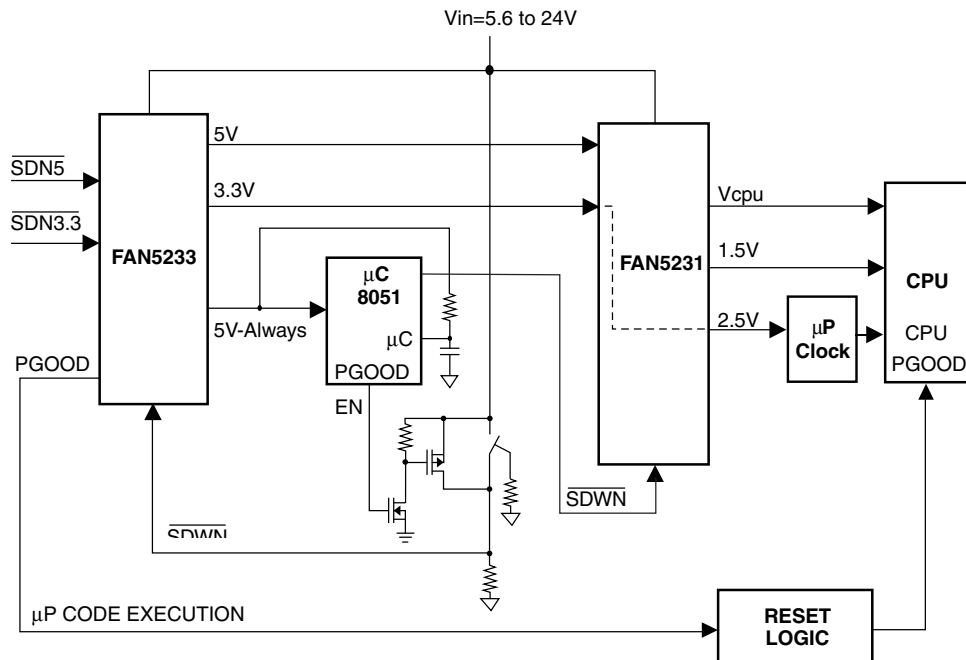 Vin=5.6 to 24V
SDN5
SDN3.3
FAN5233
5V
3.3V
5V-Always
PGOOD
µC
8051
µC
PGOOD
EN
SDWN
SDWN
FAN5231
Vcpu
1.5V
2.5V
µP
Clock
CPU
CPU
PGOOD
µP CODE EXECUTION
RESET
LOGIC